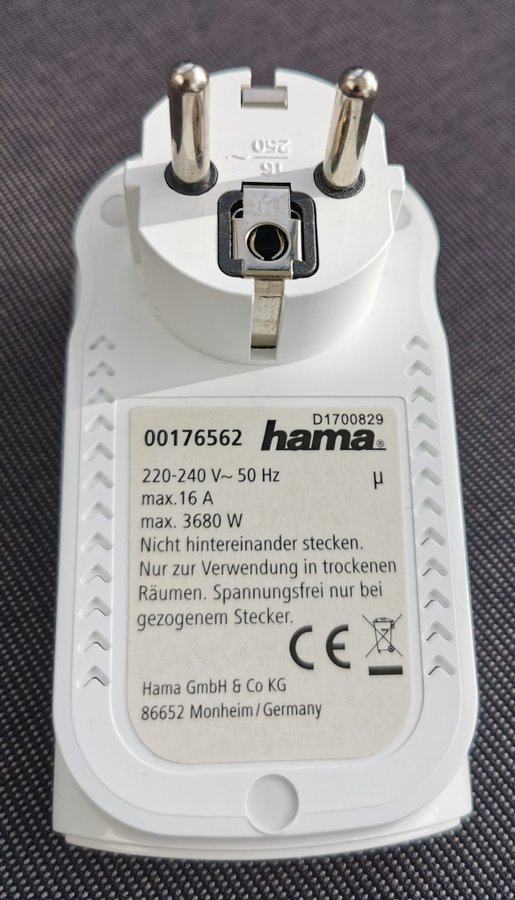 16
250~
D1700829
00176562 hama®
220-240 V~ 50 Hz µ
max.16 A
max. 3680 W
Nicht hintereinander stecken.
Nur zur Verwendung in trockenen
Räumen. Spannungsfrei nur bei
gezogenem Stecker.
CE
Hama GmbH & Co KG
86652 Monheim/Germany